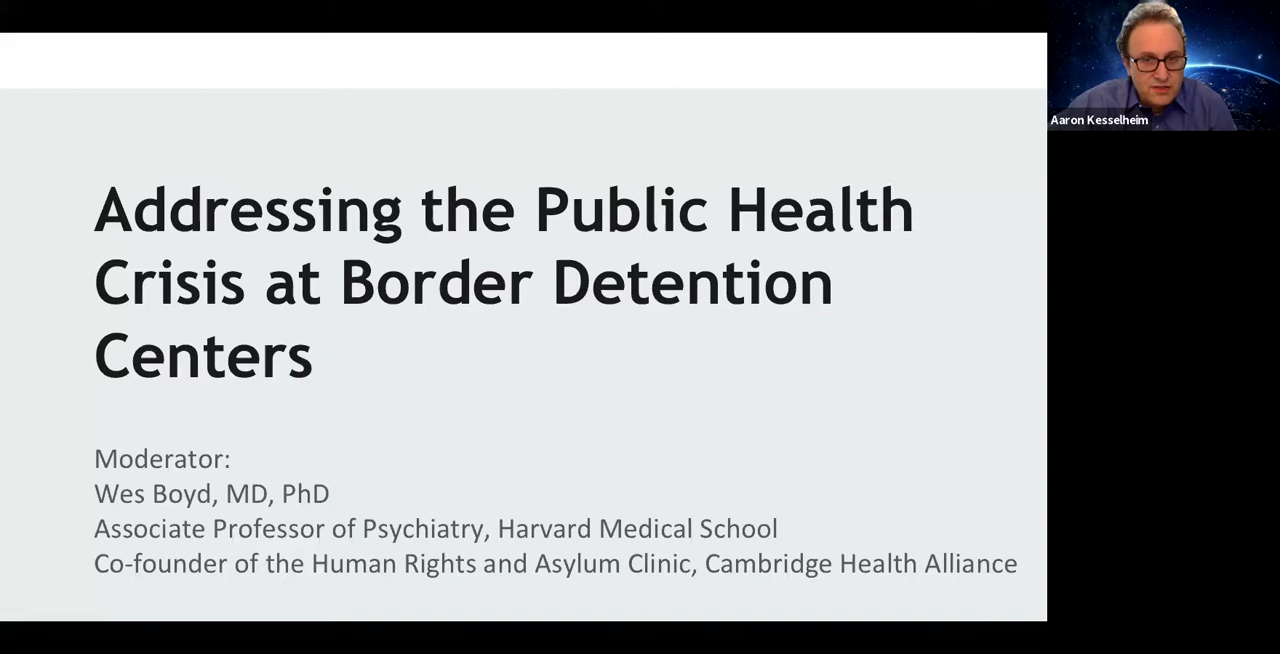 Addressing the Public Health
Crisis at Border Detention
Centers
Moderator:
Wes Boyd, MD, PhD
Associate Professor of Psychiatry, Harvard Medical School
Co-founder of the Human Rights and Asylum Clinic, Cambridge Health Alliance
Aaron Kesselheim